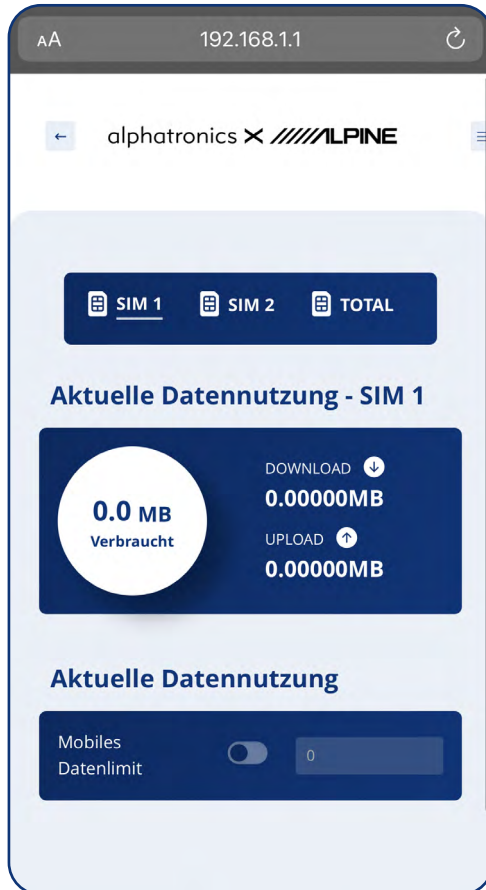 AA 192.168.1.1
alphatronics X ALPINE
SIM 1 SIM 2 TOTAL
Aktuelle Datennutzung - SIM 1
0.0 MB
Verbraucht
DOWNLOAD
0.00000MB
UPLOAD
0.00000MB
Aktuelle Datennutzung
Mobiles
Datenlimit
0